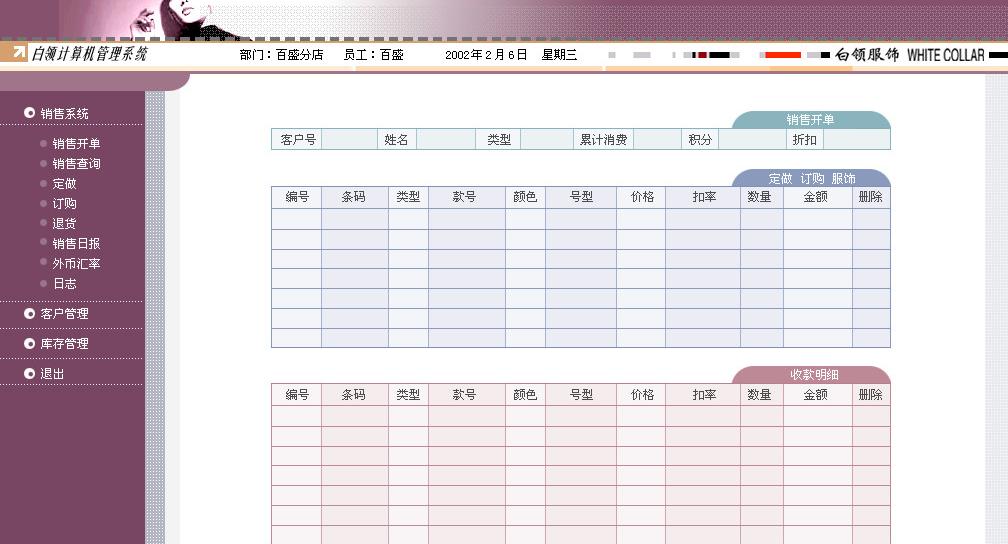 白领计算机管理系统 部门：百盛分店 员工：百盛 2002年2月6日 星期三 白领服饰 WHITE COLLAR
销售系统
销售开单
销售查询
定做
订购
退货
销售日报
外币汇率
日志
客户管理
库存管理
退出
销售开单
客户号 姓名 类型 累计消费 积分 折扣
定做 订购 服饰
编号 条码 类型 款号 颜色 号型 价格 扣率 数量 金额 删除
收款明细
编号 条码 类型 款号 颜色 号型 价格 扣率 数量 金额 删除